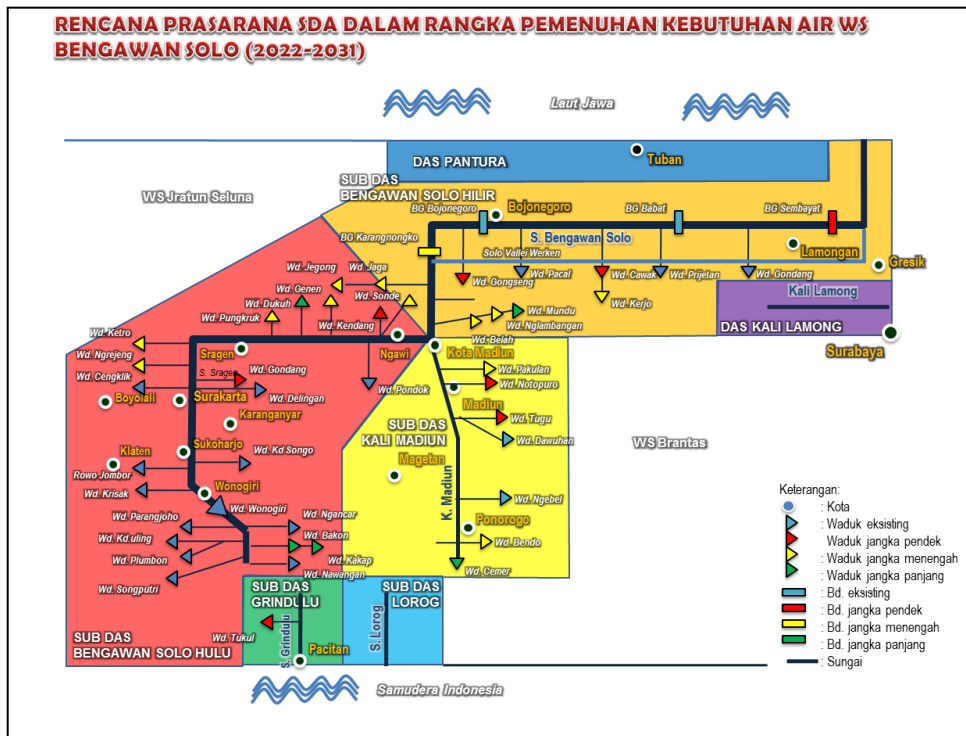 RENCANA PRASARANA SDA DALAM RANGKA PEMENUHAN KEBUTUHAN AIR WS
BENGAWAN SOLO (2022-2031)
Laut Jawa
DAS PANTURA
Tuban
WS Jratun Seluna
SUB DAS
BENGAWAN SOLO HILIR
BG Bojonegoro
Bojonegoro
BG Babat
BG Sembayat
S. Bengawan Solo
BG Karangnongko
Solo Vallei Werken
Lamongan
Gresik
Wd. Jegong
Wd. Jaga
Wd. Gongseng
Wd. Pacal
Wd. Cawak
Wd. Prijetan
Wd. Gondang
Wd. Genen
Wd. Sonde
Wd. Kerjo
Kali Lamong
Wd. Dukuh
Wd. Mundu
Wd. Pungkruk
Wd. Kendang
Wd. Nglambangan
DAS KALI LAMONG
Wd. Ketro
Wd. Belah
Surabaya
Sragen
Ngawi
Kota Madiun
Wd. Ngrejeng
Wd. Pondok
Wd. Pakulan
S. Sragen
Wd. Gondang
Wd. Notopuro
Wd. Cengklik
Wd. Delingan
Boyolali
Surakarta
Madiun
Karanganyar
SUB DAS
KALI MADIUN
Wd. Tugu
Wd. Dawuhan
WS Brantas
Klaten
Sukoharjo
Wd. Kd Songo
Magetan
Rowo Jombor
K. Madiun
Wd. Krisak
Wonogiri
Wd. Ngebel
Wd. Wonogiri
Wd. Parangjoho
Wd. Ngancar
Ponorogo
Wd. Kd.uling
Wd. Bakon
Wd. Bendo
Wd. Plumbon
Wd. Kakap
Wd. Songputri
Wd. Nawangan
Wd. Cemer
SUB DAS
GRINDULU
SUB DAS
LOROG
SUB DAS
BENGAWAN SOLO HULU
Wd. Tukul
S. Grindulu
Pacitan
S. Lorog
Samudera Indonesia
Keterangan:
: Kota
: Waduk eksisting
Waduk jangka pendek
: Waduk jangka menengah
: Waduk jangka panjang
: Bd. eksisting
: Bd. jangka pendek
: Bd. jangka menengah
: Bd. jangka panjang
: Sungai